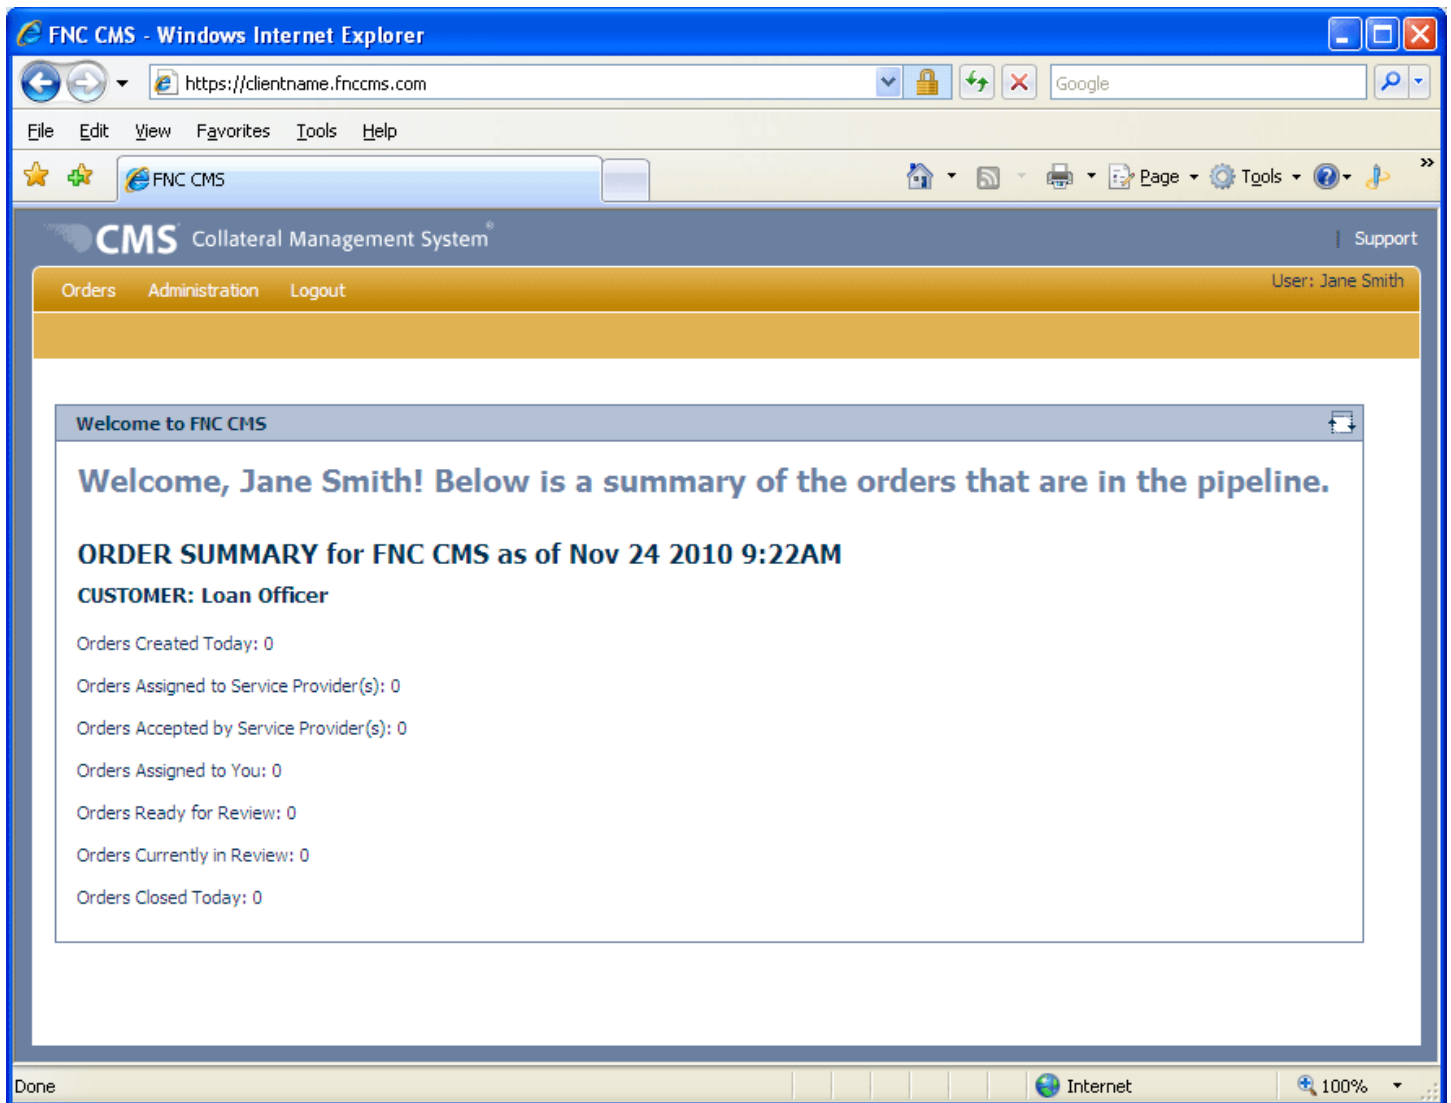 FNC CMS - Windows Internet Explorer
https://clientname.fnccms.com
Google
File Edit View Favorites Tools Help
FNC CMS
Page Tools »
CMS Collateral Management System®
| Support
Orders Administration Logout
User: Jane Smith
Welcome to FNC CMS
Welcome, Jane Smith! Below is a summary of the orders that are in the pipeline.
ORDER SUMMARY for FNC CMS as of Nov 24 2010 9:22AM
CUSTOMER: Loan Officer
Orders Created Today: 0
Orders Assigned to Service Provider(s): 0
Orders Accepted by Service Provider(s): 0
Orders Assigned to You: 0
Orders Ready for Review: 0
Orders Currently in Review: 0
Orders Closed Today: 0
Done
Internet
100%